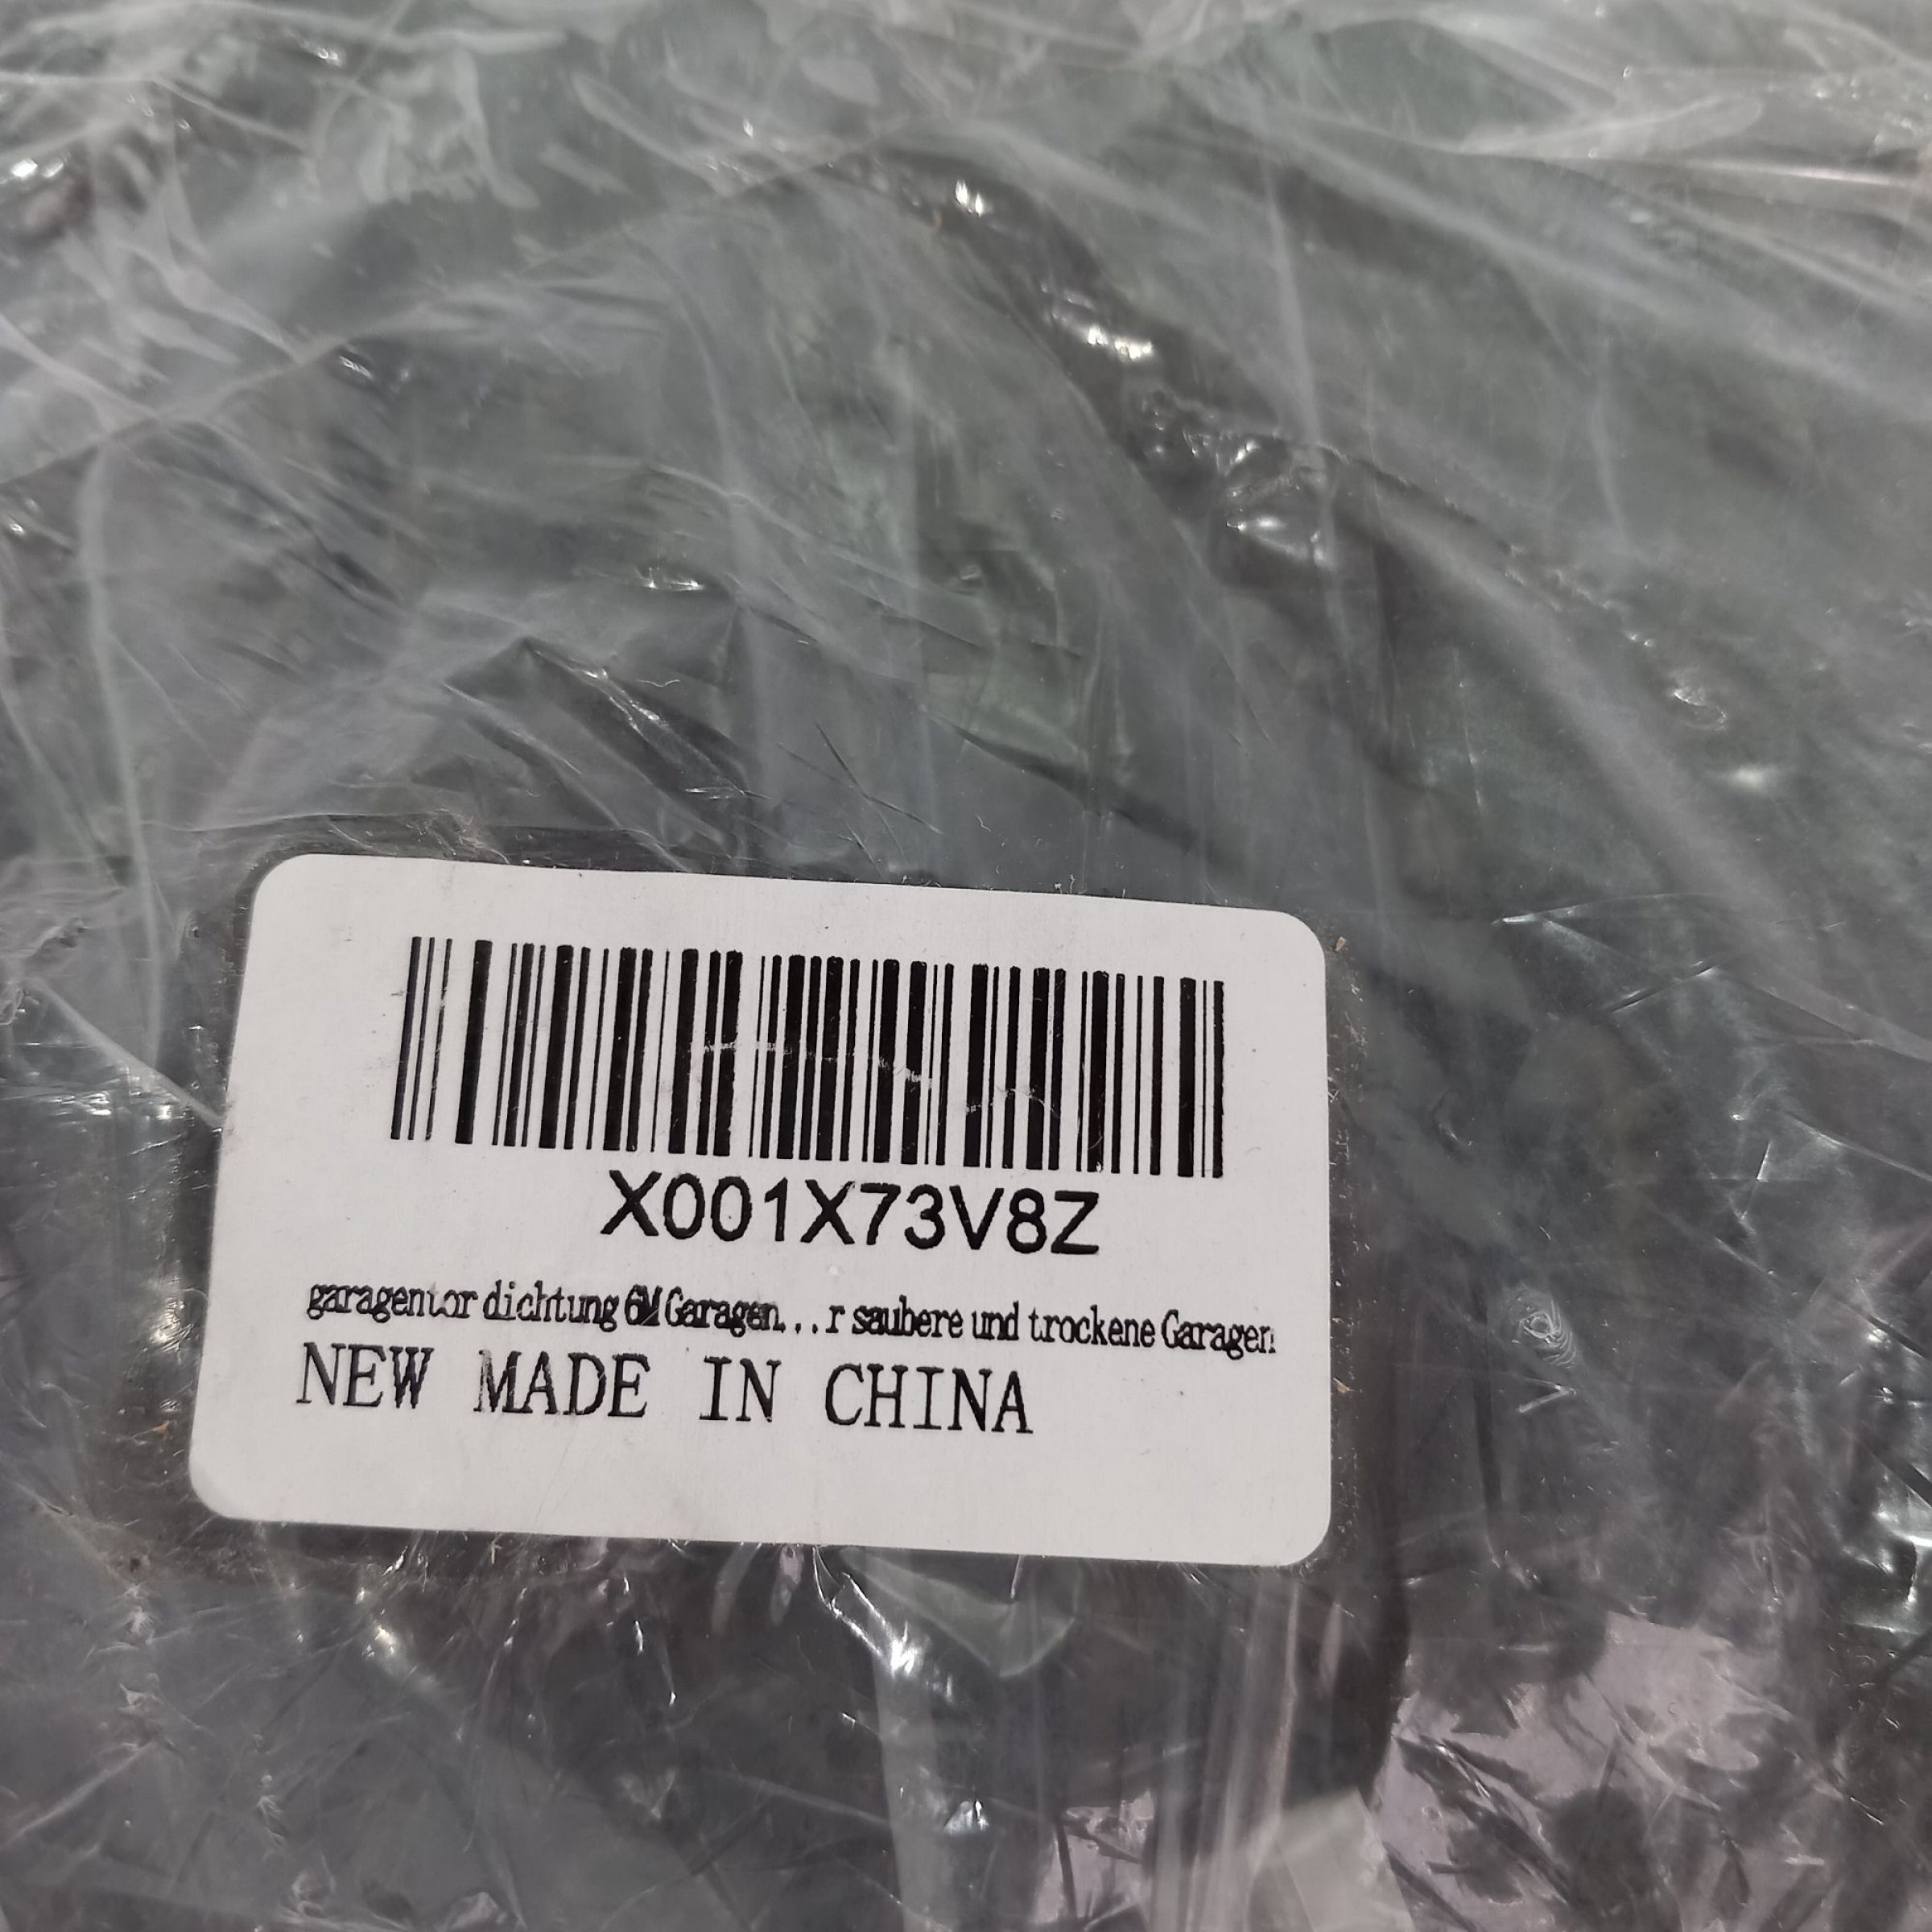 X001X73V8Z
garagentor dichtung 6M Garagen...r saubere und trockene Garagen
NEW MADE IN CHINA